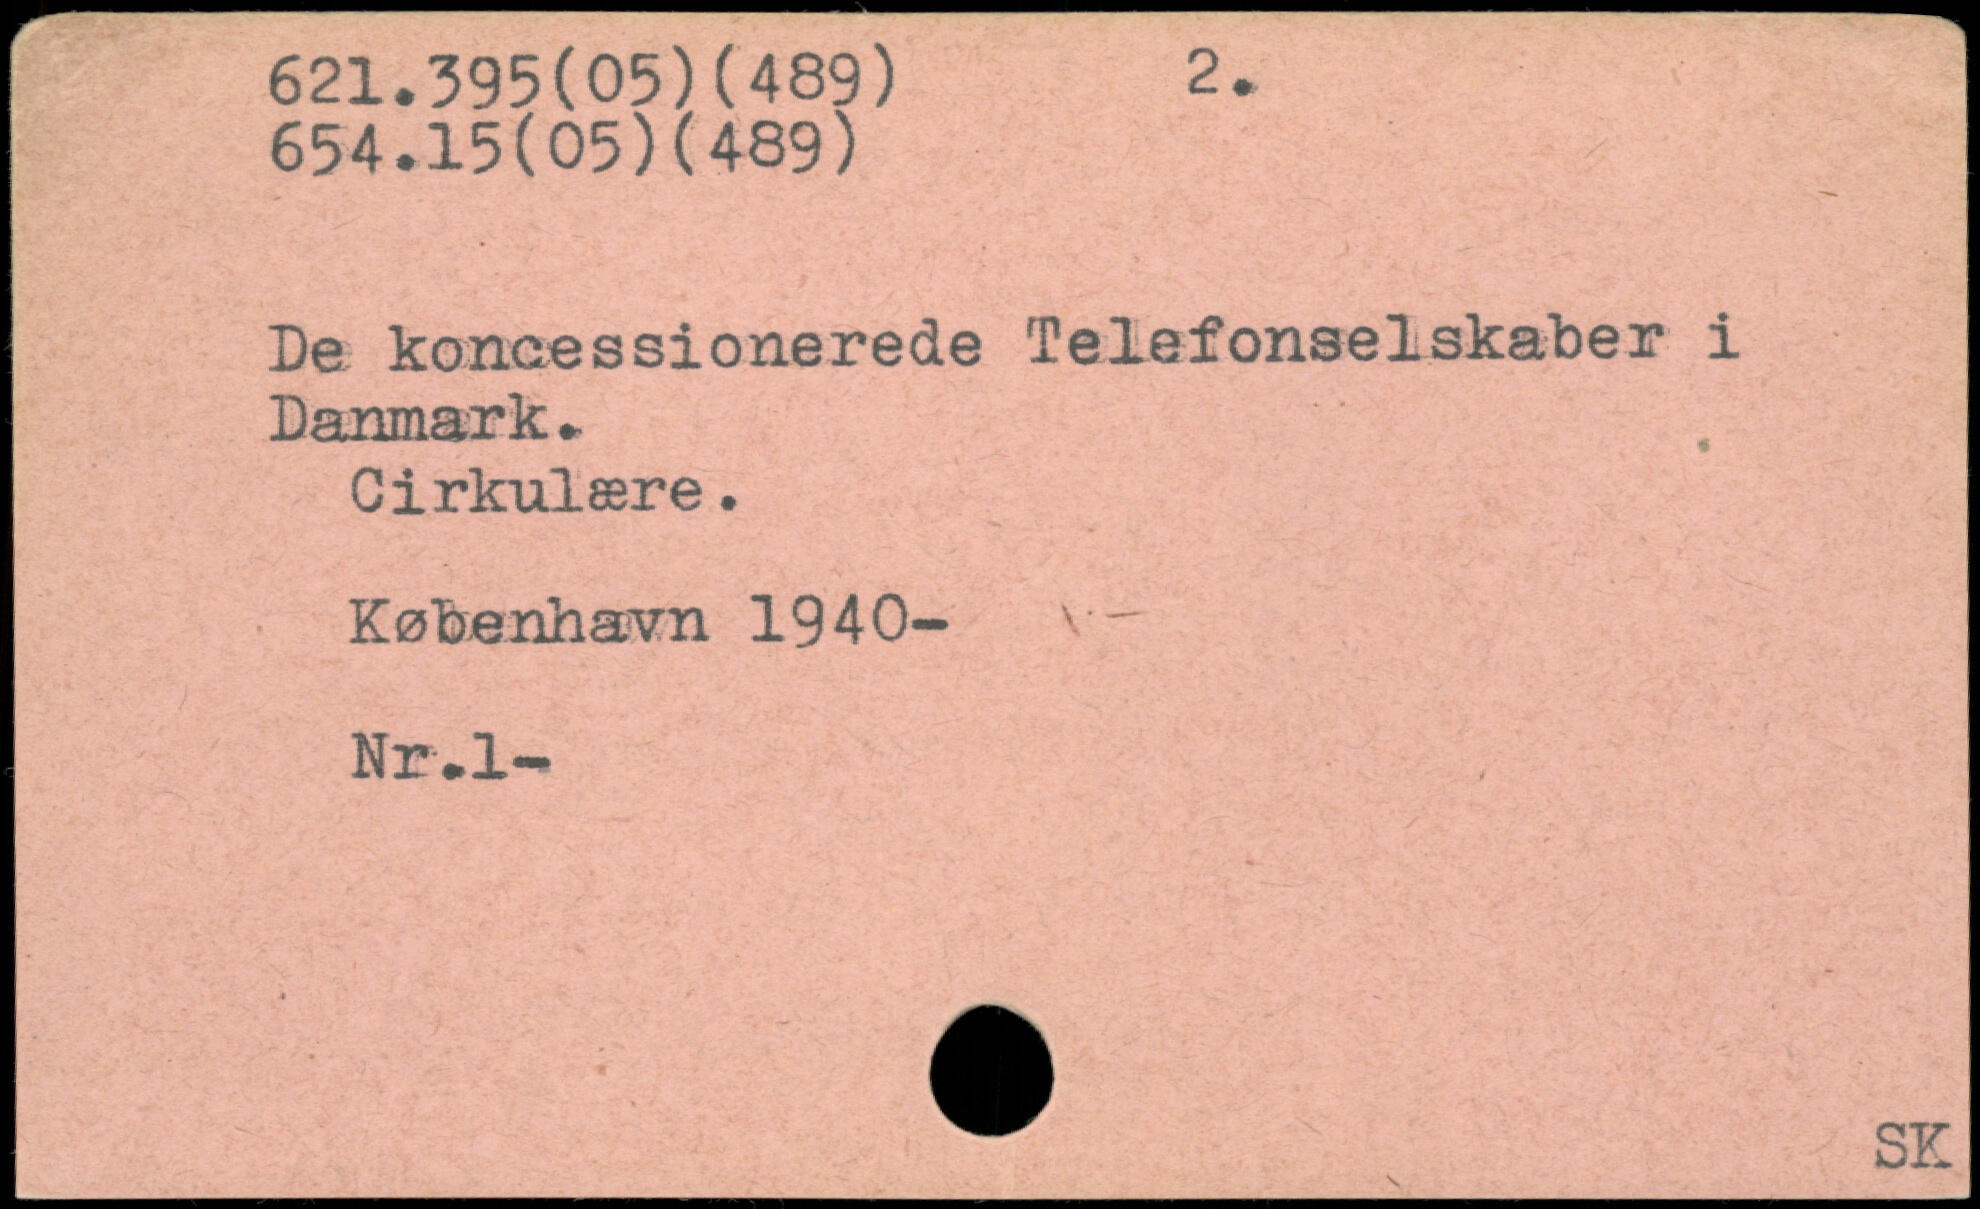 621.395(05)(489) 2.
654.15(05)(489)
De koncessionerede Telefonselskaber i
Danmark.
Cirkulære.
København 1940-
Nr.1-
SK